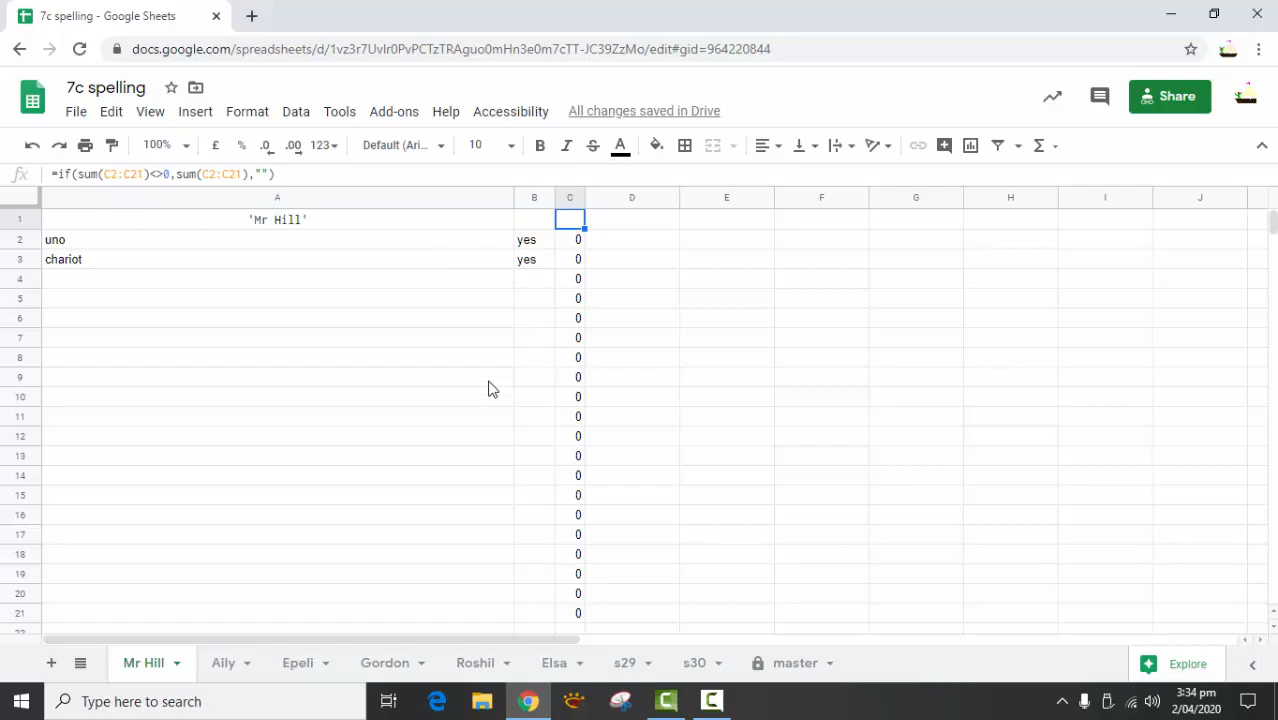 7c spelling - Google Sheets
docs.google.com/spreadsheets/d/1vz3r7UvIr0PvPCTzTRAguo0mHn3e0m7cTT-JC39ZzMo/edit#gid=964220844
7c spelling
File Edit View Insert Format Data Tools Add-ons Help Accessibility All changes saved in Drive
Share
100% £ % .0 .00 123 Default (Ari... 10 B I S A Σ
fx =if(sum(C2:C21)<>0,sum(C2:C21),"")
A B C D E F G H I J
1 'Mr Hill'
2 uno yes 0
3 chariot yes 0
4 0
5 0
6 0
7 0
8 0
9 0
10 0
11 0
12 0
13 0
14 0
15 0
16 0
17 0
18 0
19 0
20 0
21 0
22
Mr Hill Aily Epeli Gordon Roshil Elsa s29 s30 master Explore
Type here to search
3:34 pm
2/04/2020